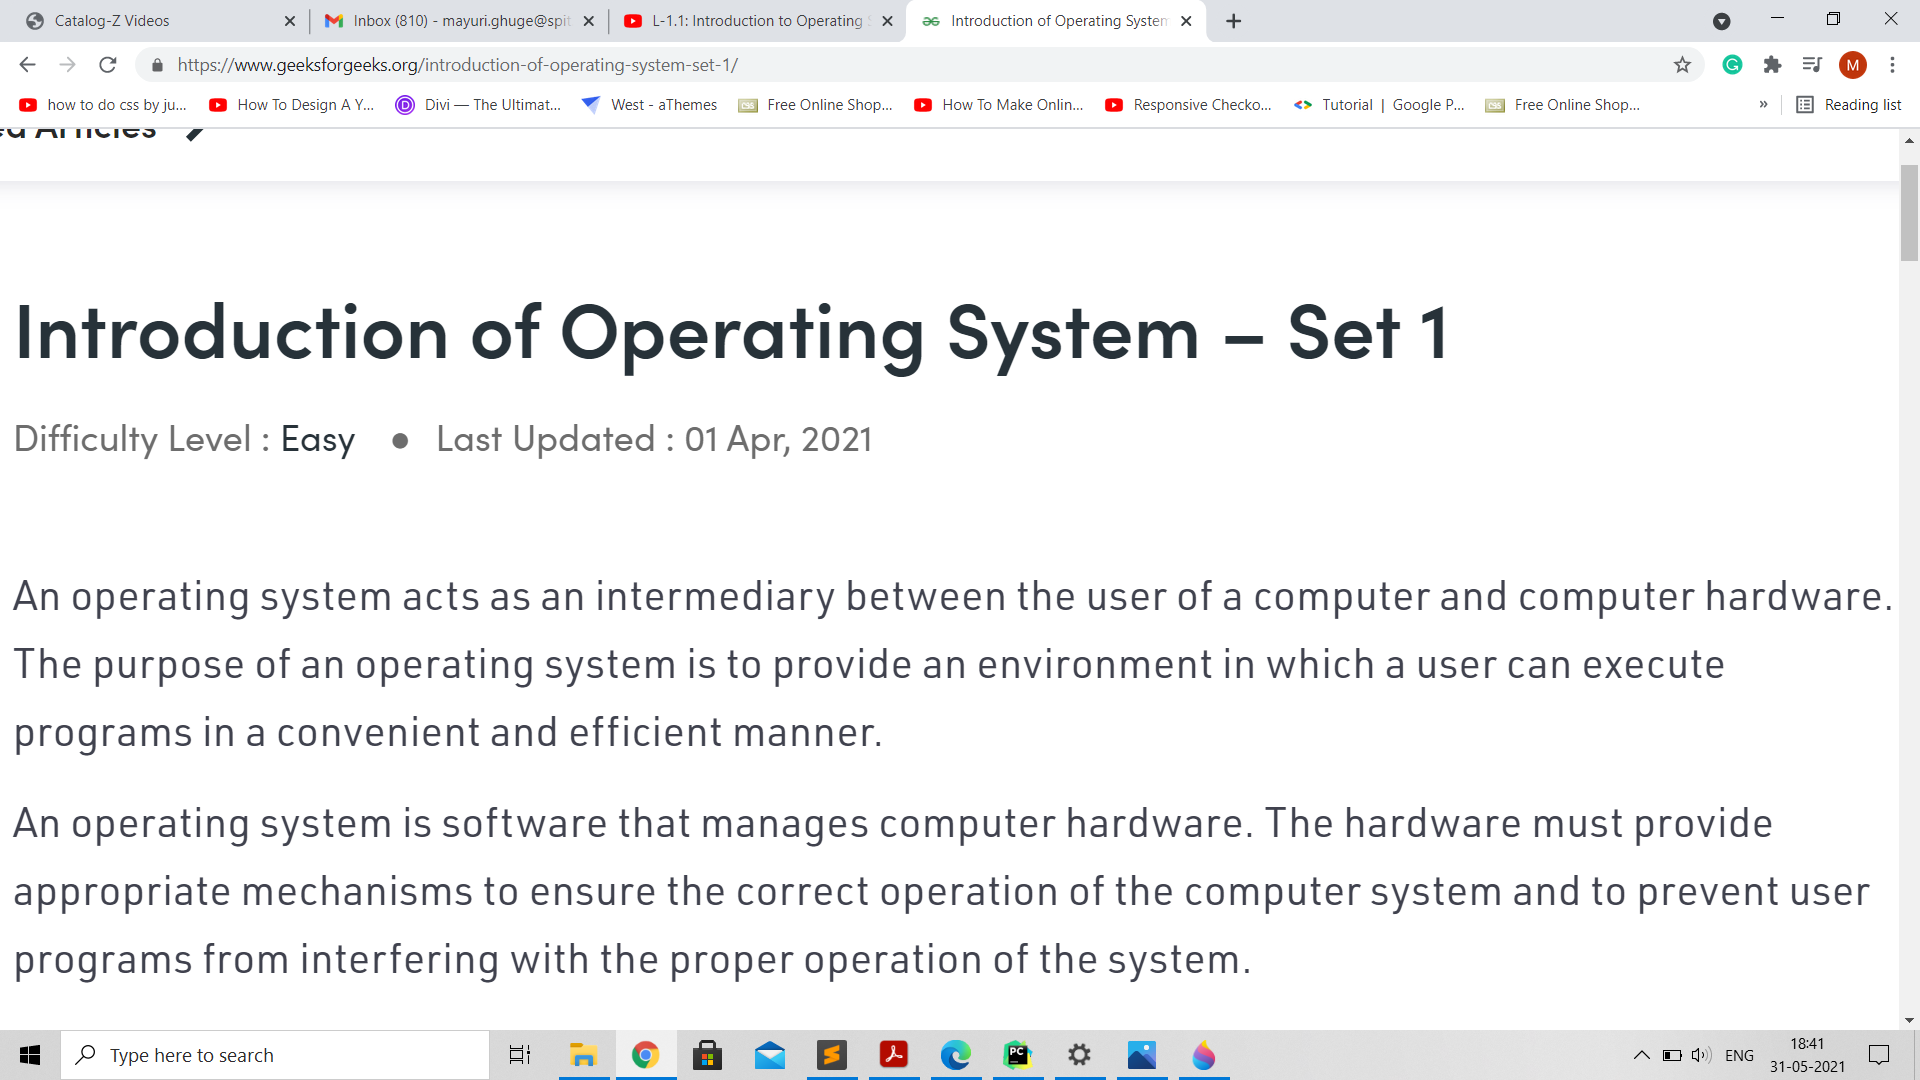 Catalog-Z Videos
Inbox (810) - mayuri.ghuge@spit
L-1.1: Introduction to Operating S
Introduction of Operating System
https://www.geeksforgeeks.org/introduction-of-operating-system-set-1/
M
how to do css by ju...
How To Design A Y...
Divi — The Ultimat...
West - aThemes
Free Online Shop...
How To Make Onlin...
Responsive Checko...
Tutorial | Google P...
Free Online Shop...
»
Reading list
ed Articles
Introduction of Operating System – Set 1
Difficulty Level : Easy ● Last Updated : 01 Apr, 2021
An operating system acts as an intermediary between the user of a computer and computer hardware.
The purpose of an operating system is to provide an environment in which a user can execute
programs in a convenient and efficient manner.
An operating system is software that manages computer hardware. The hardware must provide
appropriate mechanisms to ensure the correct operation of the computer system and to prevent user
programs from interfering with the proper operation of the system.
Type here to search
PC
ENG
18:41
31-05-2021